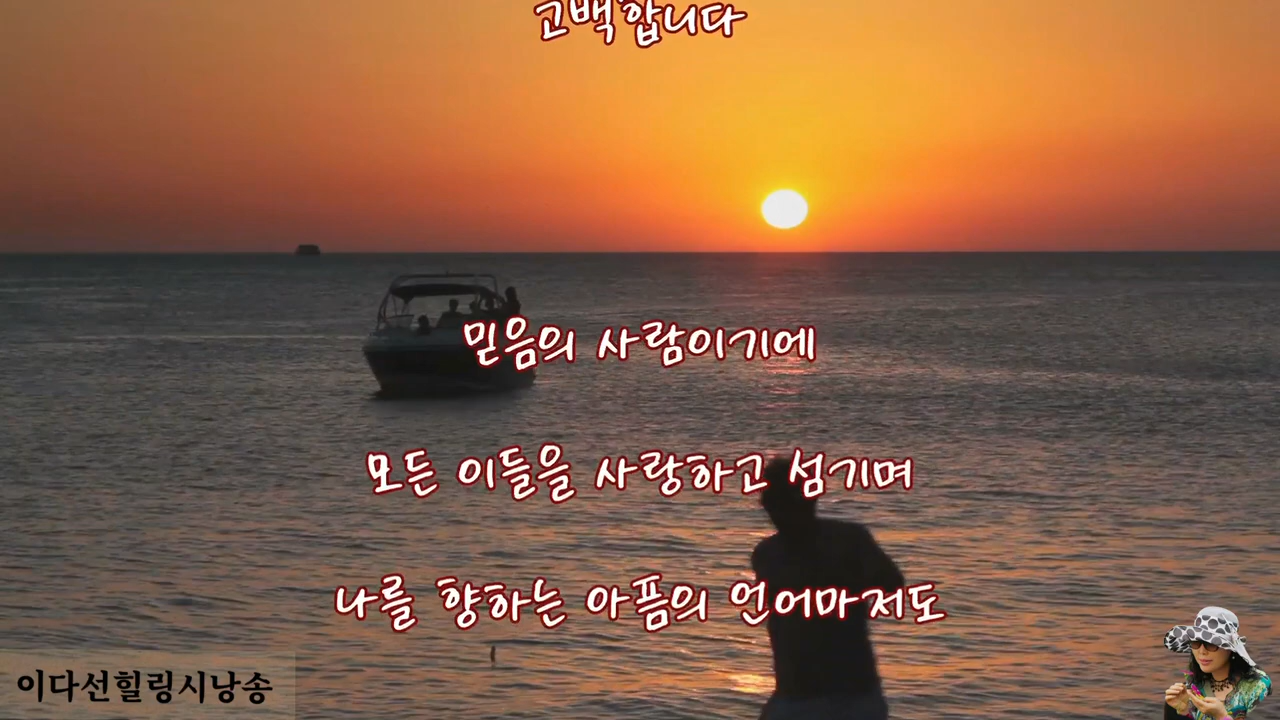 고백합니다
믿음의 사람이기에
모든 이들을 사랑하고 섬기며
나를 향하는 아픔의 언어마저도
이다선힐링시낭송